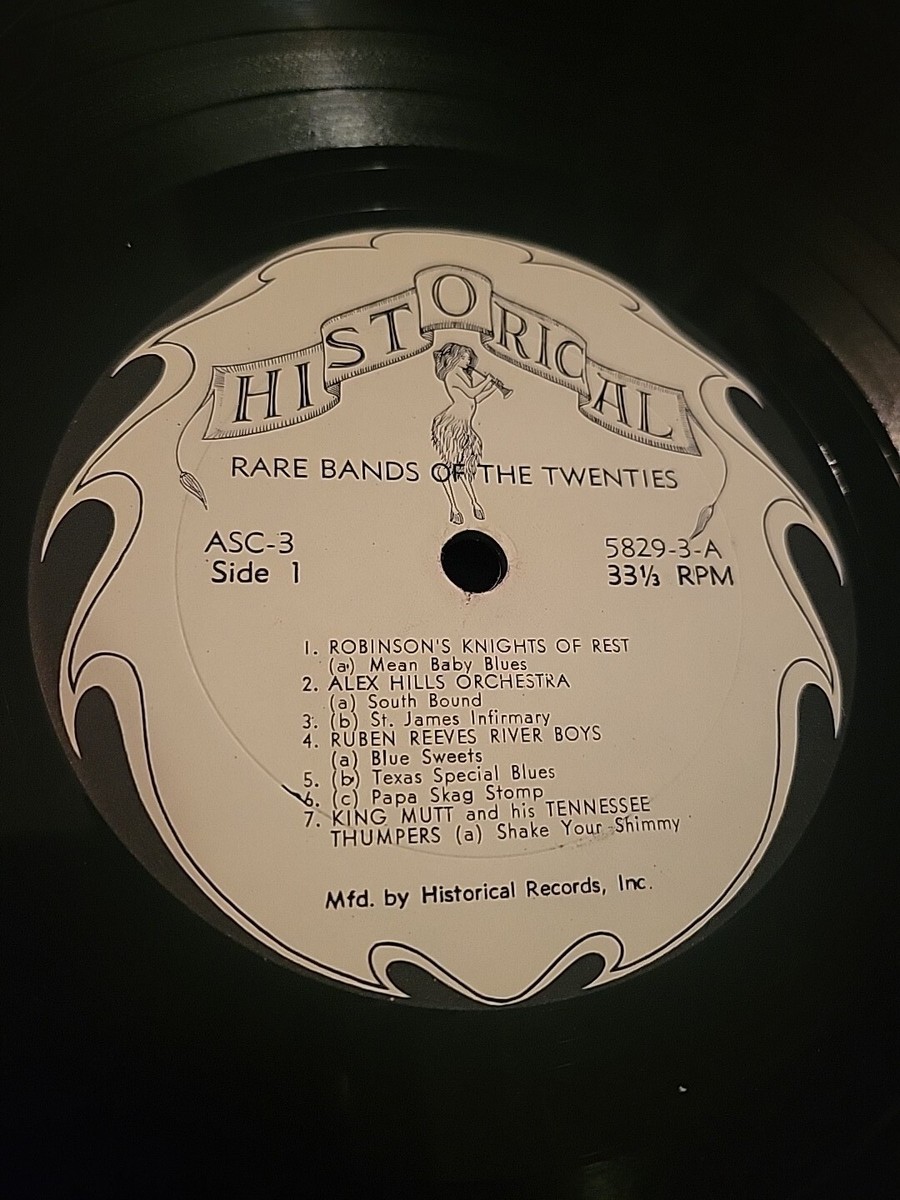 HISTORICAL
RARE BANDS OF THE TWENTIES
ASC-3
Side 1
5829-3-A
33⅓ RPM
1. ROBINSON'S KNIGHTS OF REST
(a) Mean Baby Blues
2. ALEX HILLS ORCHESTRA
(a) South Bound
3. (b) St. James Infirmary
4. RUBEN REEVES RIVER BOYS
(a) Blue Sweets
5. (b) Texas Special Blues
6. (c) Papa Skag Stomp
7. KING MUTT and his TENNESSEE
THUMPERS (a) Shake Your Shimmy
Mfd. by Historical Records, Inc.